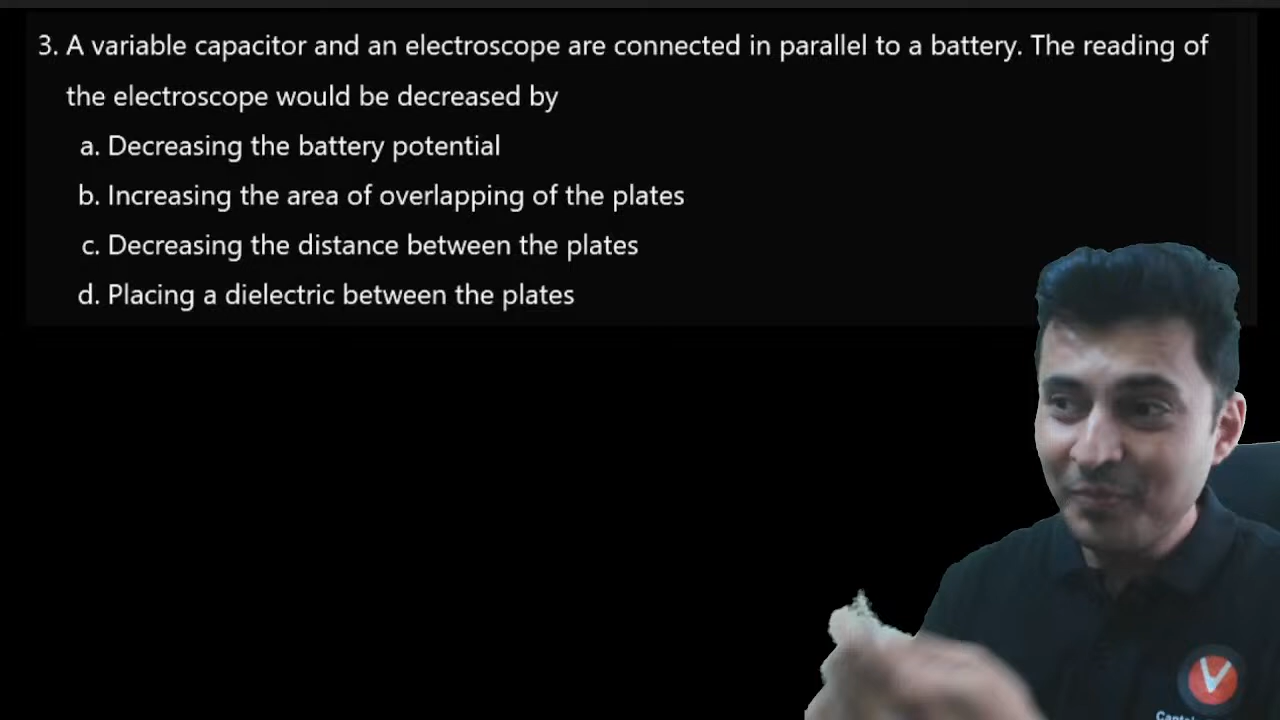 3. A variable capacitor and an electroscope are connected in parallel to a battery. The reading of
the electroscope would be decreased by
a. Decreasing the battery potential
b. Increasing the area of overlapping of the plates
c. Decreasing the distance between the plates
d. Placing a dielectric between the plates
V